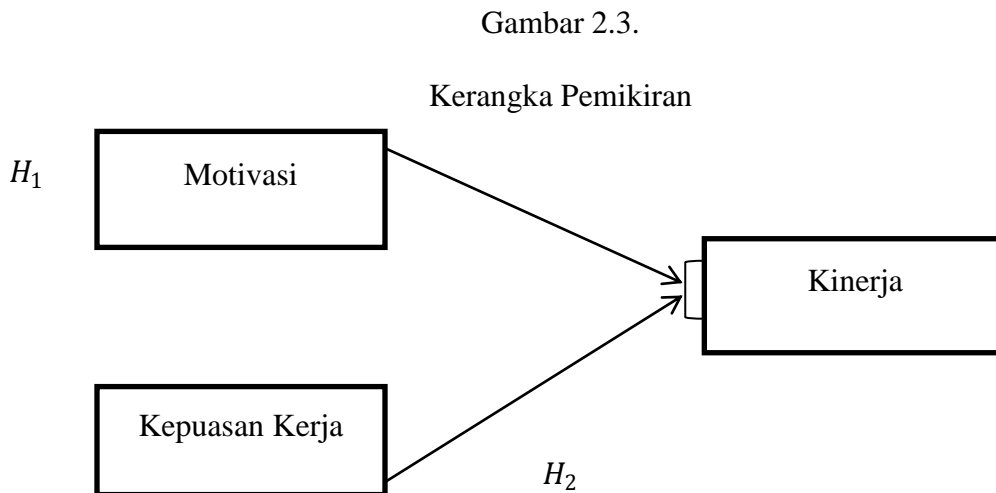 Gambar 2.3.
Kerangka Pemikiran
H₁
Motivasi
Kinerja
Kepuasan Kerja
H₂